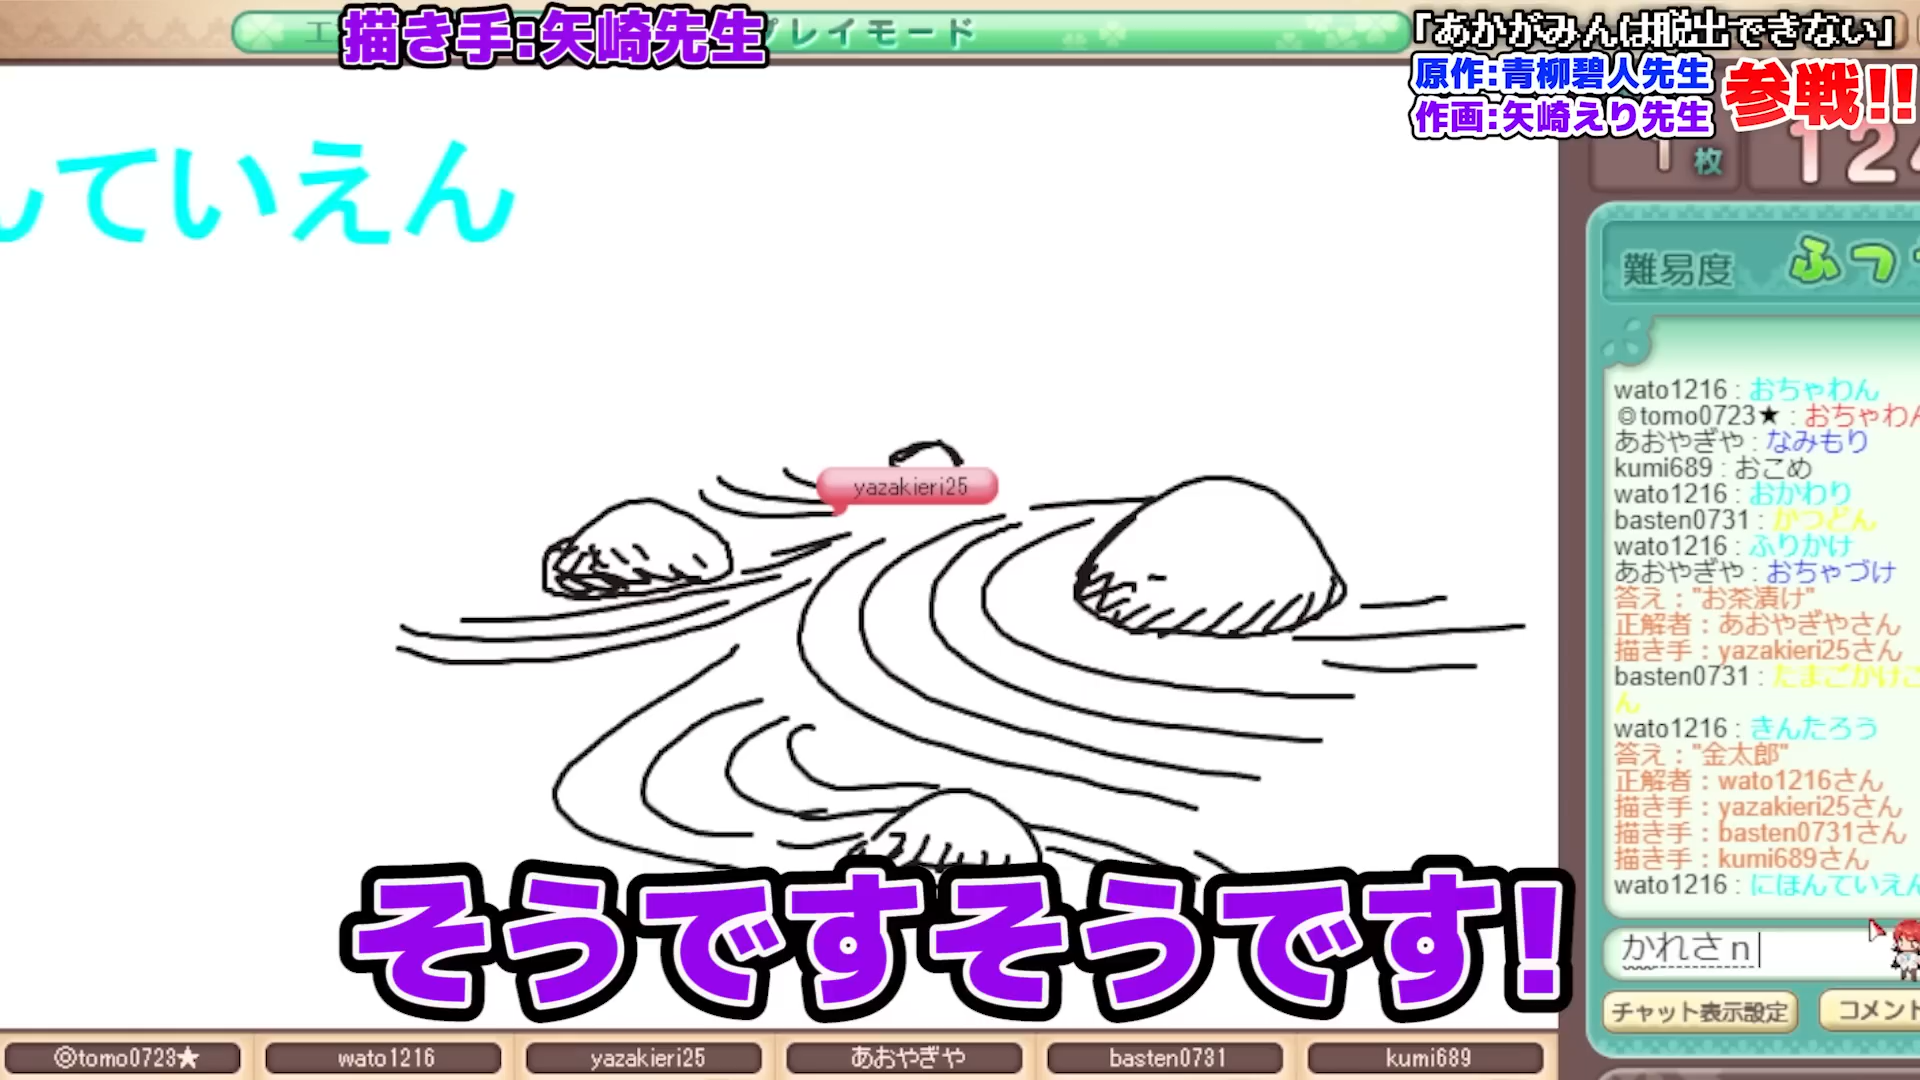 描き手:矢崎先生
プレイモード
「あかがみんは脱出できない」
原作:青柳碧人先生
作画:矢崎えり先生
参戦!!
1枚
124
んていえん
難易度 ふつ
yazakieri25
wato1216 : おちゃわん
◎tomo0723★ : おちゃわん
あおやぎや : なみもり
kumi689 : おこめ
wato1216 : おかわり
basten0731 : かつどん
wato1216 : ふりかけ
あおやぎや : おちゃづけ
答え : "お茶漬け"
正解者 : あおやぎやさん
描き手 : yazakieri25さん
basten0731 : たまごかけご
ん
wato1216 : きんたろう
答え : "金太郎"
正解者 : wato1216さん
描き手 : yazakieri25さん
描き手 : basten0731さん
描き手 : kumi689さん
wato1216 : にほんていえん
かれさn
そうですそうです!
チャット表示設定
コメント
◎tomo0723★
wato1216
yazakieri25
あおやぎや
basten0731
kumi689